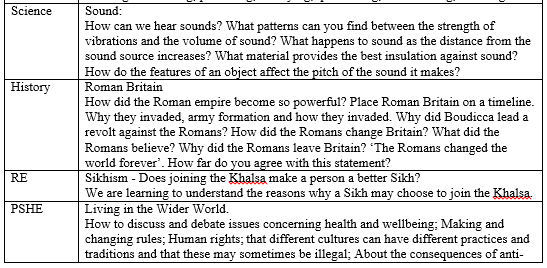 Science
Sound:
How can we hear sounds? What patterns can you find between the strength of
vibrations and the volume of sound? What happens to sound as the distance from the
sound source increases? What material provides the best insulation against sound?
How do the features of an object affect the pitch of the sound it makes?
History
Roman Britain
How did the Roman empire become so powerful? Place Roman Britain on a timeline.
Why they invaded, army formation and how they invaded. Why did Boudicca lead a
revolt against the Romans? How did the Romans change Britain? What did the
Romans believe? Why did the Romans leave Britain? ‘The Romans changed the
world forever’. How far do you agree with this statement?
RE
Sikhism - Does joining the Khalsa make a person a better Sikh?
We are learning to understand the reasons why a Sikh may choose to join the Khalsa.
PSHE
Living in the Wider World.
How to discuss and debate issues concerning health and wellbeing; Making and
changing rules; Human rights; that different cultures can have different practices and
traditions and that these may sometimes be illegal; About the consequences of anti-